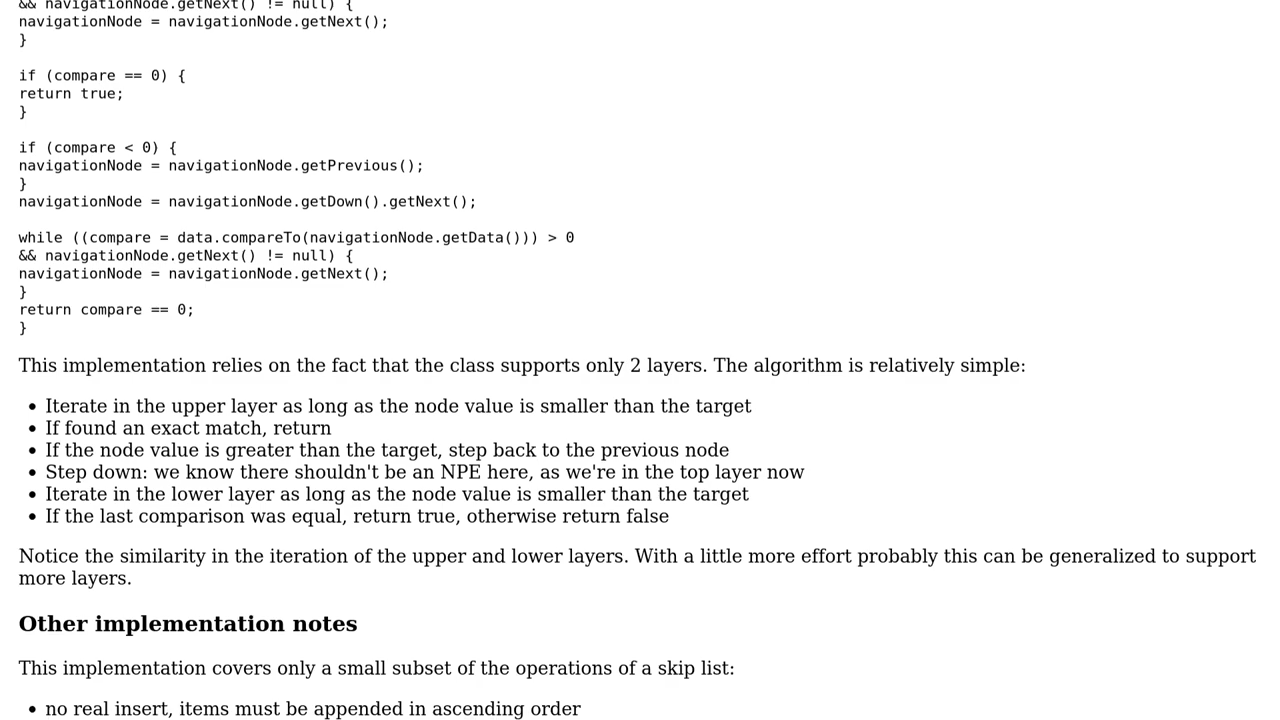 && navigationNode.getNext() != null) {
navigationNode = navigationNode.getNext();
}
if (compare == 0) {
return true;
}
if (compare < 0) {
navigationNode = navigationNode.getPrevious();
}
navigationNode = navigationNode.getDown().getNext();
while ((compare = data.compareTo(navigationNode.getData())) > 0
&& navigationNode.getNext() != null) {
navigationNode = navigationNode.getNext();
}
return compare == 0;
}
This implementation relies on the fact that the class supports only 2 layers. The algorithm is relatively simple:
• Iterate in the upper layer as long as the node value is smaller than the target
• If found an exact match, return
• If the node value is greater than the target, step back to the previous node
• Step down: we know there shouldn't be an NPE here, as we're in the top layer now
• Iterate in the lower layer as long as the node value is smaller than the target
• If the last comparison was equal, return true, otherwise return false
Notice the similarity in the iteration of the upper and lower layers. With a little more effort probably this can be generalized to support
more layers.
Other implementation notes
This implementation covers only a small subset of the operations of a skip list:
• no real insert, items must be appended in ascending order